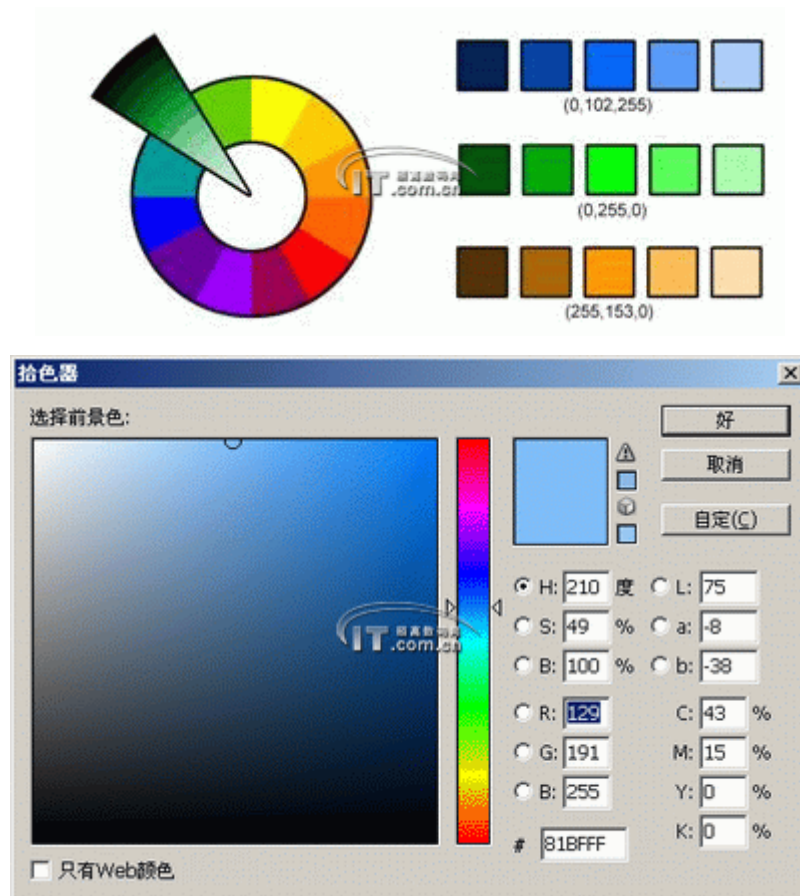 IT .com.cn
(0,102,255)
(0,255,0)
(255,153,0)
拾色器
选择前景色:
好
取消
自定(C)
H: 210 度
L: 75
S: 49 %
a: -8
B: 100 %
b: -38
R: 129
C: 43 %
G: 191
M: 15 %
B: 255
Y: 0 %
# 81BFFF
K: 0 %
IT .com.cn
只有Web颜色